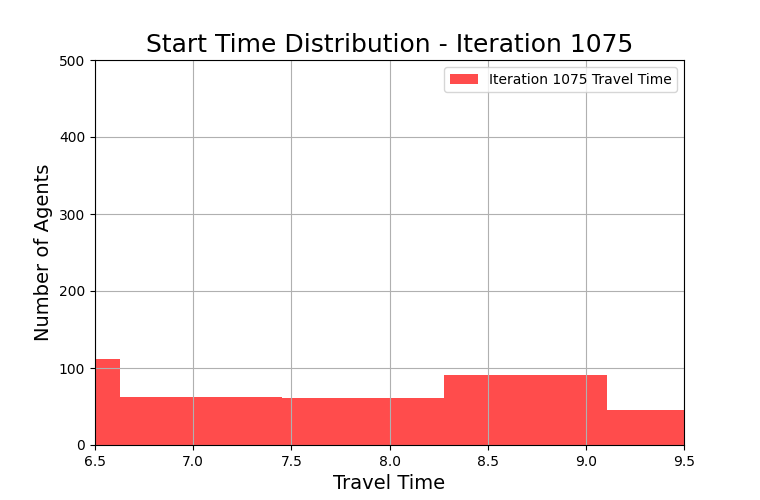 Start Time Distribution - Iteration 1075
500
400
300
200
100
0
Number of Agents
Iteration 1075 Travel Time
6.5 7.0 7.5 8.0 8.5 9.0 9.5
Travel Time